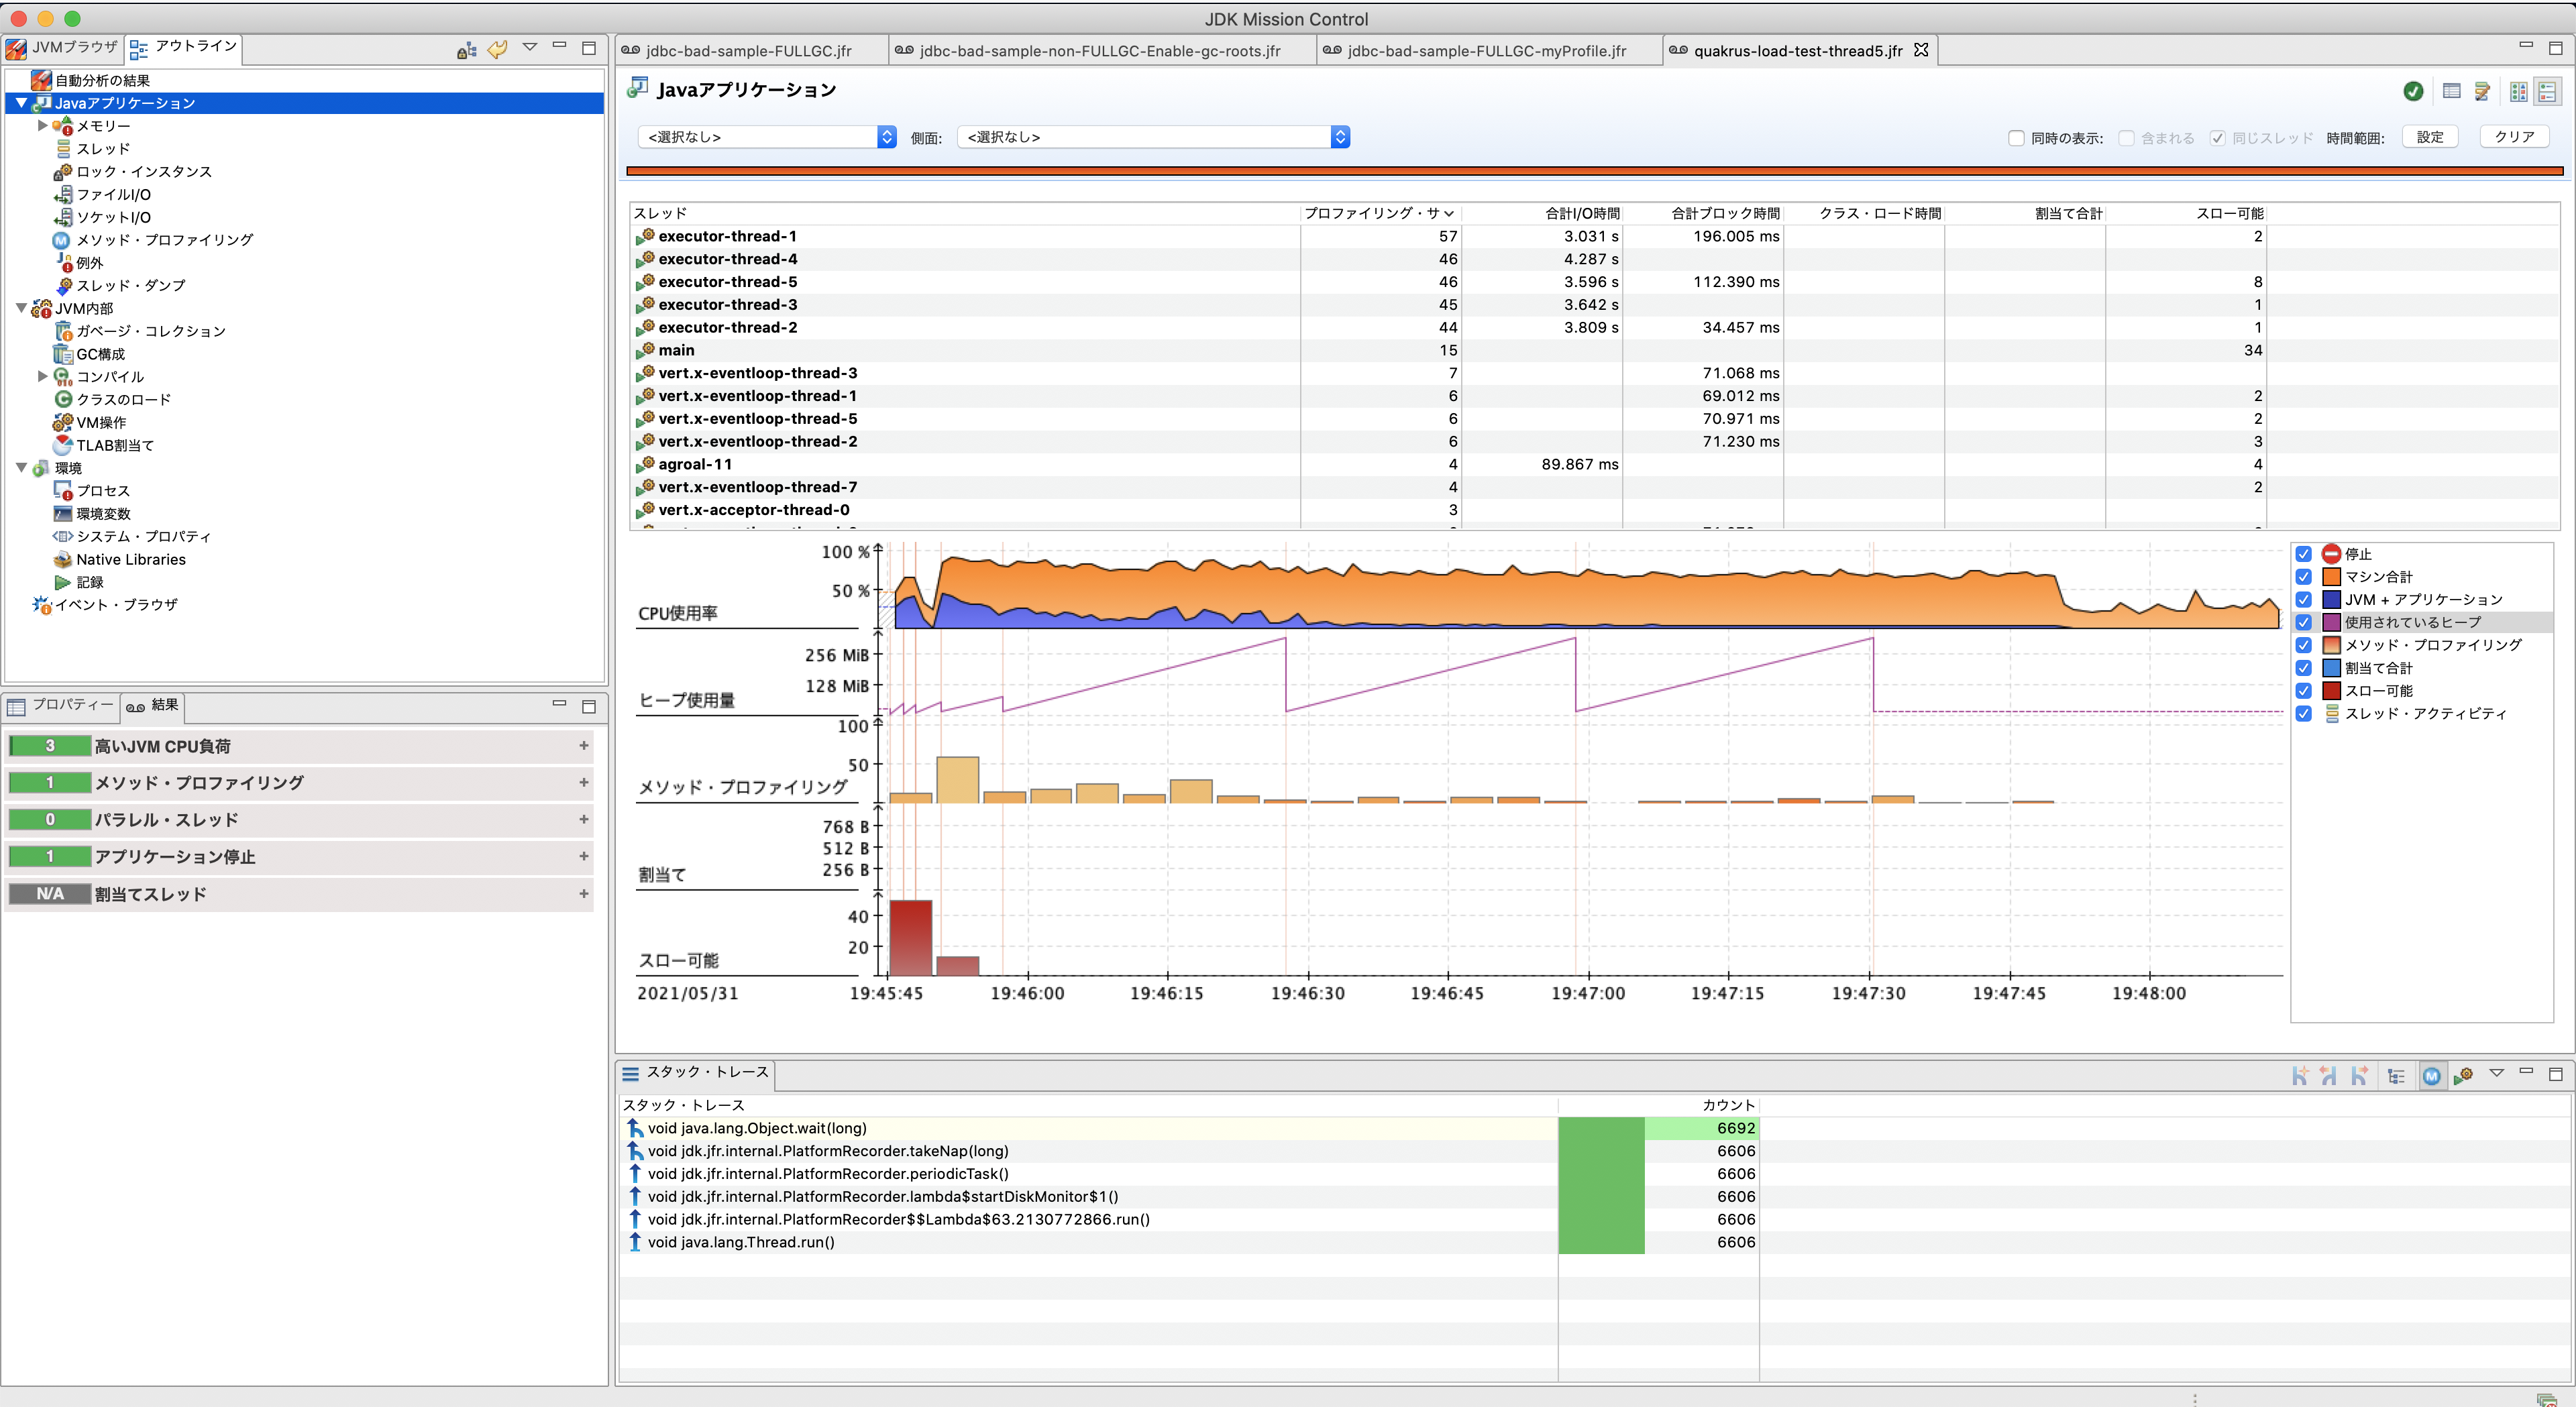 JDK Mission Control
JVMブラウザ
アウトライン
自動分析の結果
Javaアプリケーション
メモリー
スレッド
ロック・インスタンス
ファイルI/O
ソケットI/O
メソッド・プロファイリング
例外
スレッド・ダンプ
JVM内部
ガベージ・コレクション
GC構成
コンパイル
クラスのロード
VM操作
TLAB割当て
環境
プロセス
環境変数
システム・プロパティ
Native Libraries
記録
イベント・ブラウザ
プロパティー
結果
3 高いJVM CPU負荷 +
1 メソッド・プロファイリング +
0 パラレル・スレッド +
1 アプリケーション停止 +
N/A 割当てスレッド +
jdbc-bad-sample-FULLGC.jfr
jdbc-bad-sample-non-FULLGC-Enable-gc-roots.jfr
jdbc-bad-sample-FULLGC-myProfile.jfr
quakrus-load-test-thread5.jfr
Javaアプリケーション
<選択なし> 側面: <選択なし> 同時の表示: 含まれる 同じスレッド 時間範囲: 設定 クリア
スレッド プロファイリング・サ 合計I/O時間 合計ブロック時間 クラス・ロード時間 割当て合計 スロー可能
executor-thread-1 57 3.031 s 196.005 ms 2
executor-thread-4 46 4.287 s
executor-thread-5 46 3.596 s 112.390 ms 8
executor-thread-3 45 3.642 s 1
executor-thread-2 44 3.809 s 34.457 ms 1
main 15 34
vert.x-eventloop-thread-3 7 71.068 ms
vert.x-eventloop-thread-1 6 69.012 ms 2
vert.x-eventloop-thread-5 6 70.971 ms 2
vert.x-eventloop-thread-2 6 71.230 ms 3
agroal-11 4 89.867 ms 4
vert.x-eventloop-thread-7 4 2
vert.x-acceptor-thread-0 3
100 %
50 %
CPU使用率
256 MiB
128 MiB
ヒープ使用量
100
50
メソッド・プロファイリング
768 B
512 B
256 B
割当て
40
20
スロー可能
2021/05/31 19:45:45 19:46:00 19:46:15 19:46:30 19:46:45 19:47:00 19:47:15 19:47:30 19:47:45 19:48:00
停止
マシン合計
JVM + アプリケーション
使用されているヒープ
メソッド・プロファイリング
割当て合計
スロー可能
スレッド・アクティビティ
スタック・トレース
スタック・トレース カウント
void java.lang.Object.wait(long) 6692
void jdk.jfr.internal.PlatformRecorder.takeNap(long) 6606
void jdk.jfr.internal.PlatformRecorder.periodicTask() 6606
void jdk.jfr.internal.PlatformRecorder.lambda$startDiskMonitor$1() 6606
void jdk.jfr.internal.PlatformRecorder$$Lambda$63.2130772866.run() 6606
void java.lang.Thread.run() 6606